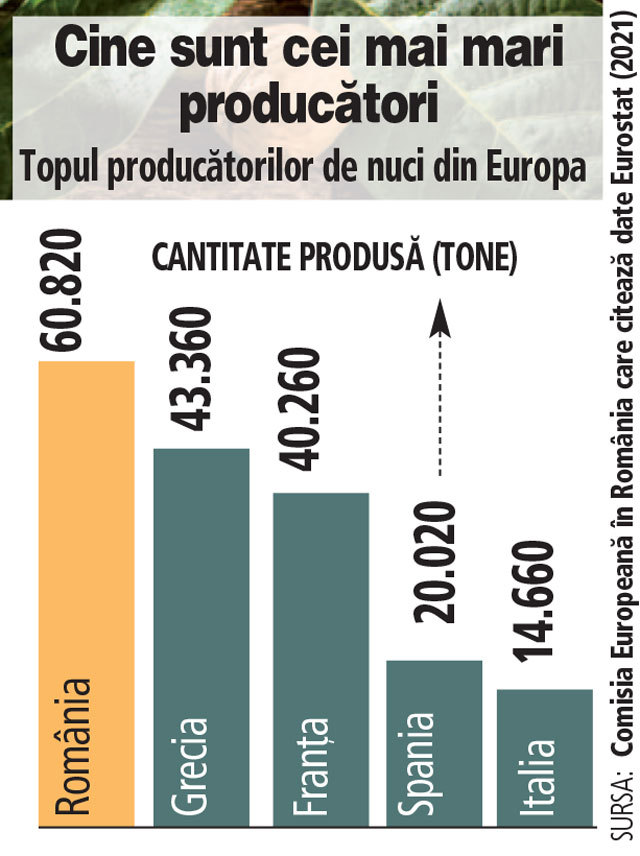 Cine sunt cei mai mari
producători
Topul producătorilor de nuci din Europa
CANTITATE PRODUSĂ (TONE)
60.820
România
43.360
Grecia
40.260
Franța
20.020
Spania
14.660
Italia
SURSA: Comisia Europeană în România care citează date Eurostat (2021)